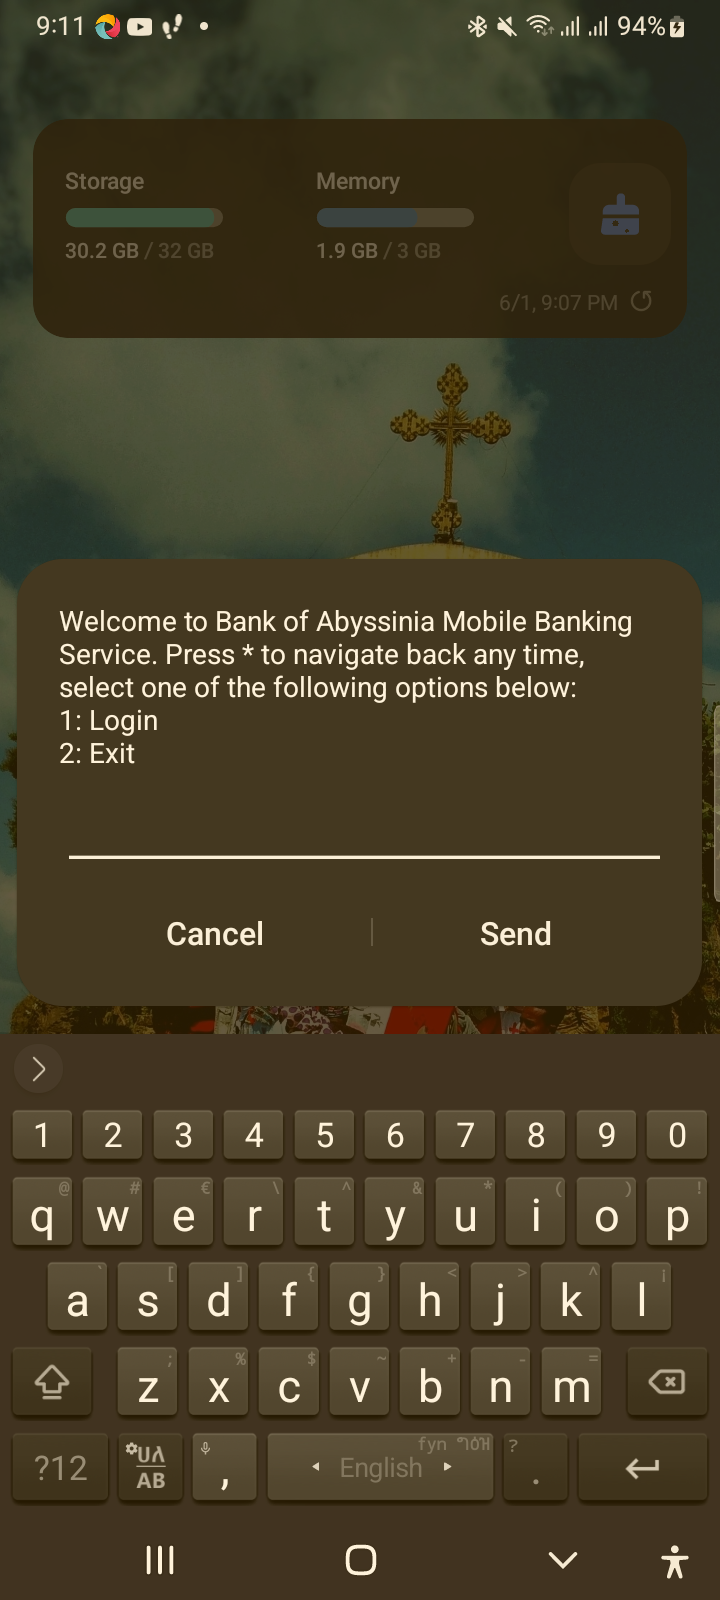 9:11 94%
Storage Memory
30.2 GB / 32 GB 1.9 GB / 3 GB
6/1, 9:07 PM
Welcome to Bank of Abyssinia Mobile Banking
Service. Press * to navigate back any time,
select one of the following options below:
1: Login
2: Exit
Cancel Send
1 2 3 4 5 6 7 8 9 0
@ # € \ ^ & * ( ) !
q w e r t y u i o p
` [ ] { } < > ^ ¡
a s d f g h j k l
; % $ ~ + - =
z x c v b n m
fyn ?
?12 AB , English .